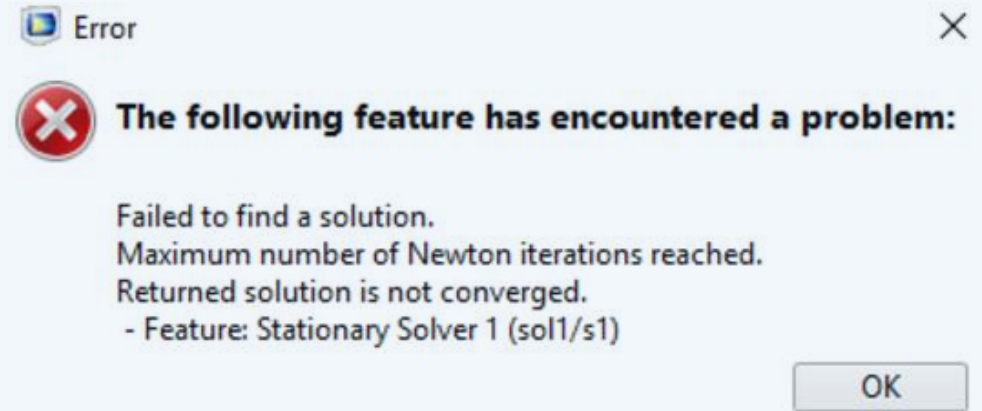 Error
The following feature has encountered a problem:
Failed to find a solution.
Maximum number of Newton iterations reached.
Returned solution is not converged.
- Feature: Stationary Solver 1 (sol1/s1)
OK